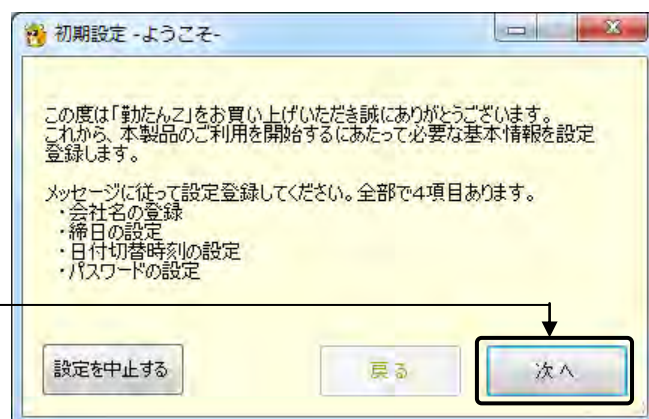 初期設定 -ようこそ-
この度は「勤たんZ」をお買い上げいただき誠にありがとうございます。
これから、本製品のご利用を開始するにあたって必要な基本情報を設定
登録します。
メッセージに従って設定登録してください。全部で4項目あります。
・会社名の登録
・締日の設定
・日付切替時刻の設定
・パスワードの設定
設定を中止する
戻る
次へ